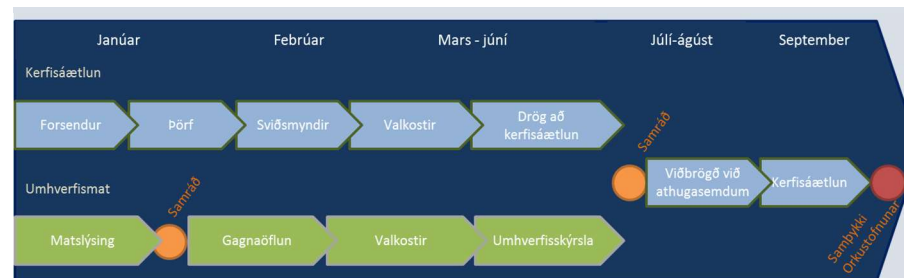 Janúar
Febrúar
Mars - júní
Júlí-ágúst
September
Kerfisáætlun
Forsendur
Þörf
Sviðsmyndir
Valkostir
Drög að
kerfisáætlun
Samráð
Viðbrögð við
athugasemdum
Kerfisáætlun
Umhverfismat
Samráð
Matslýsing
Gagnaöflun
Valkostir
Umhverfisskýrsla
Samþykki
Orkustofnunar